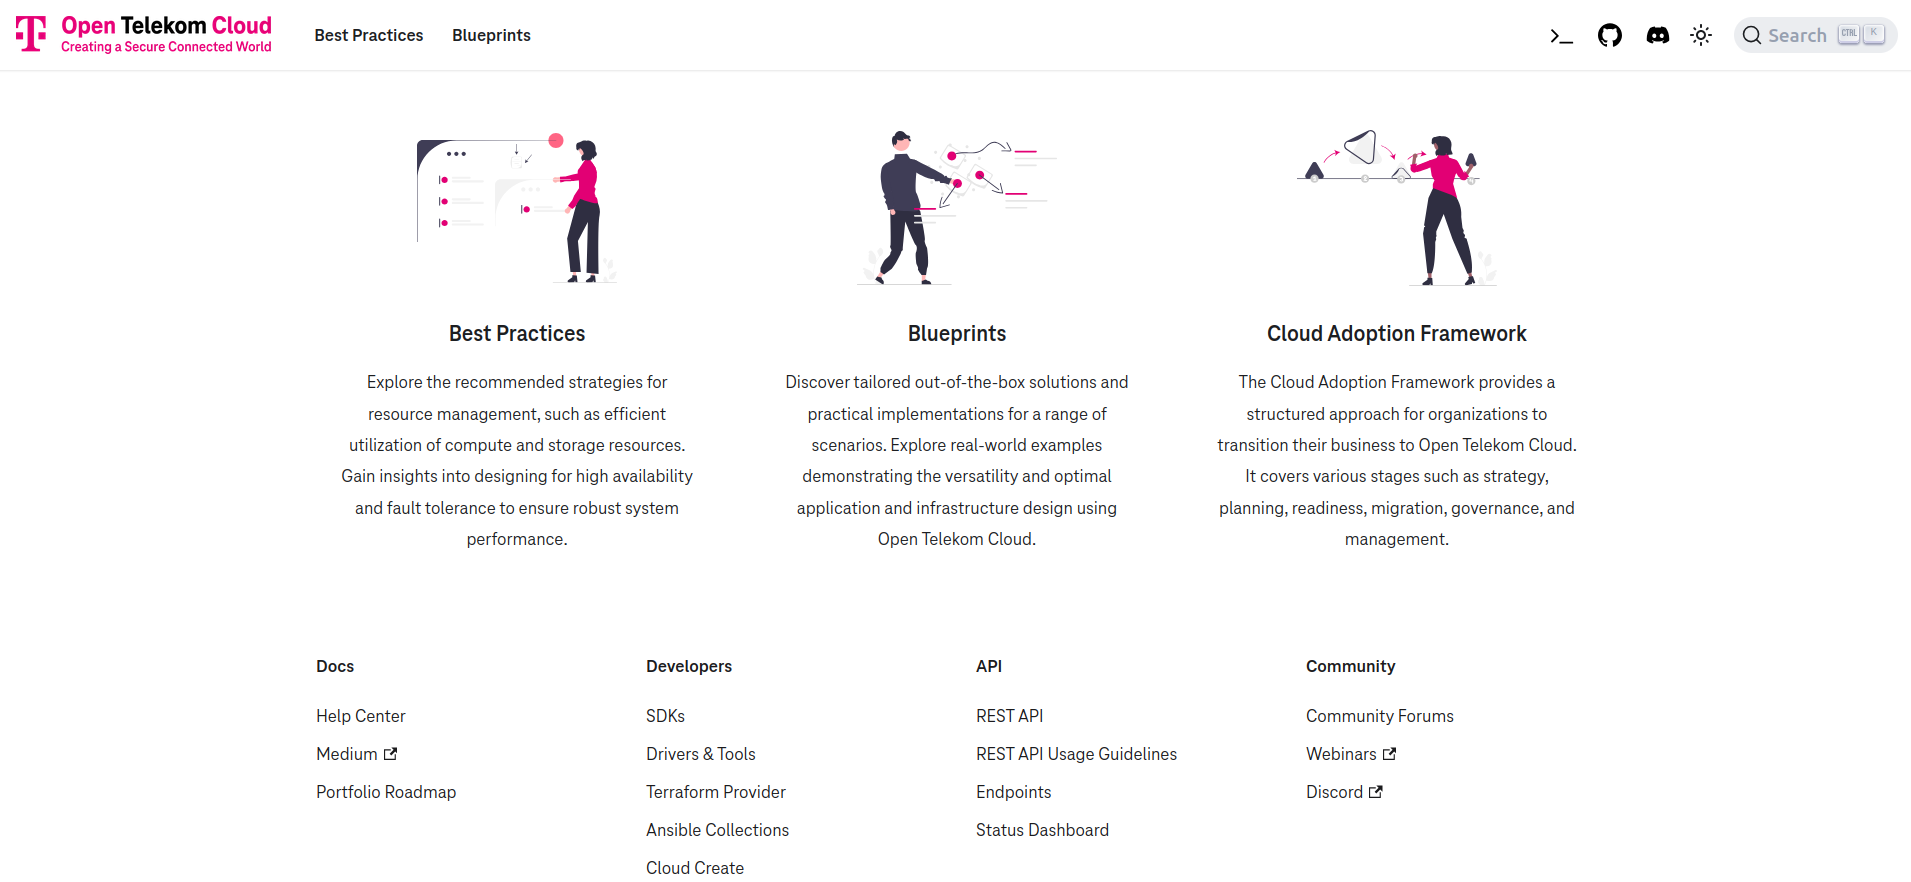 Open Telekom Cloud
Creating a Secure Connected World
Best Practices
Blueprints
Search
CTRL
K
Best Practices
Explore the recommended strategies for
resource management, such as efficient
utilization of compute and storage resources.
Gain insights into designing for high availability
and fault tolerance to ensure robust system
performance.
Blueprints
Discover tailored out-of-the-box solutions and
practical implementations for a range of
scenarios. Explore real-world examples
demonstrating the versatility and optimal
application and infrastructure design using
Open Telekom Cloud.
Cloud Adoption Framework
The Cloud Adoption Framework provides a
structured approach for organizations to
transition their business to Open Telekom Cloud.
It covers various stages such as strategy,
planning, readiness, migration, governance, and
management.
Docs
Help Center
Medium
Portfolio Roadmap
Developers
SDKs
Drivers & Tools
Terraform Provider
Ansible Collections
Cloud Create
API
REST API
REST API Usage Guidelines
Endpoints
Status Dashboard
Community
Community Forums
Webinars
Discord